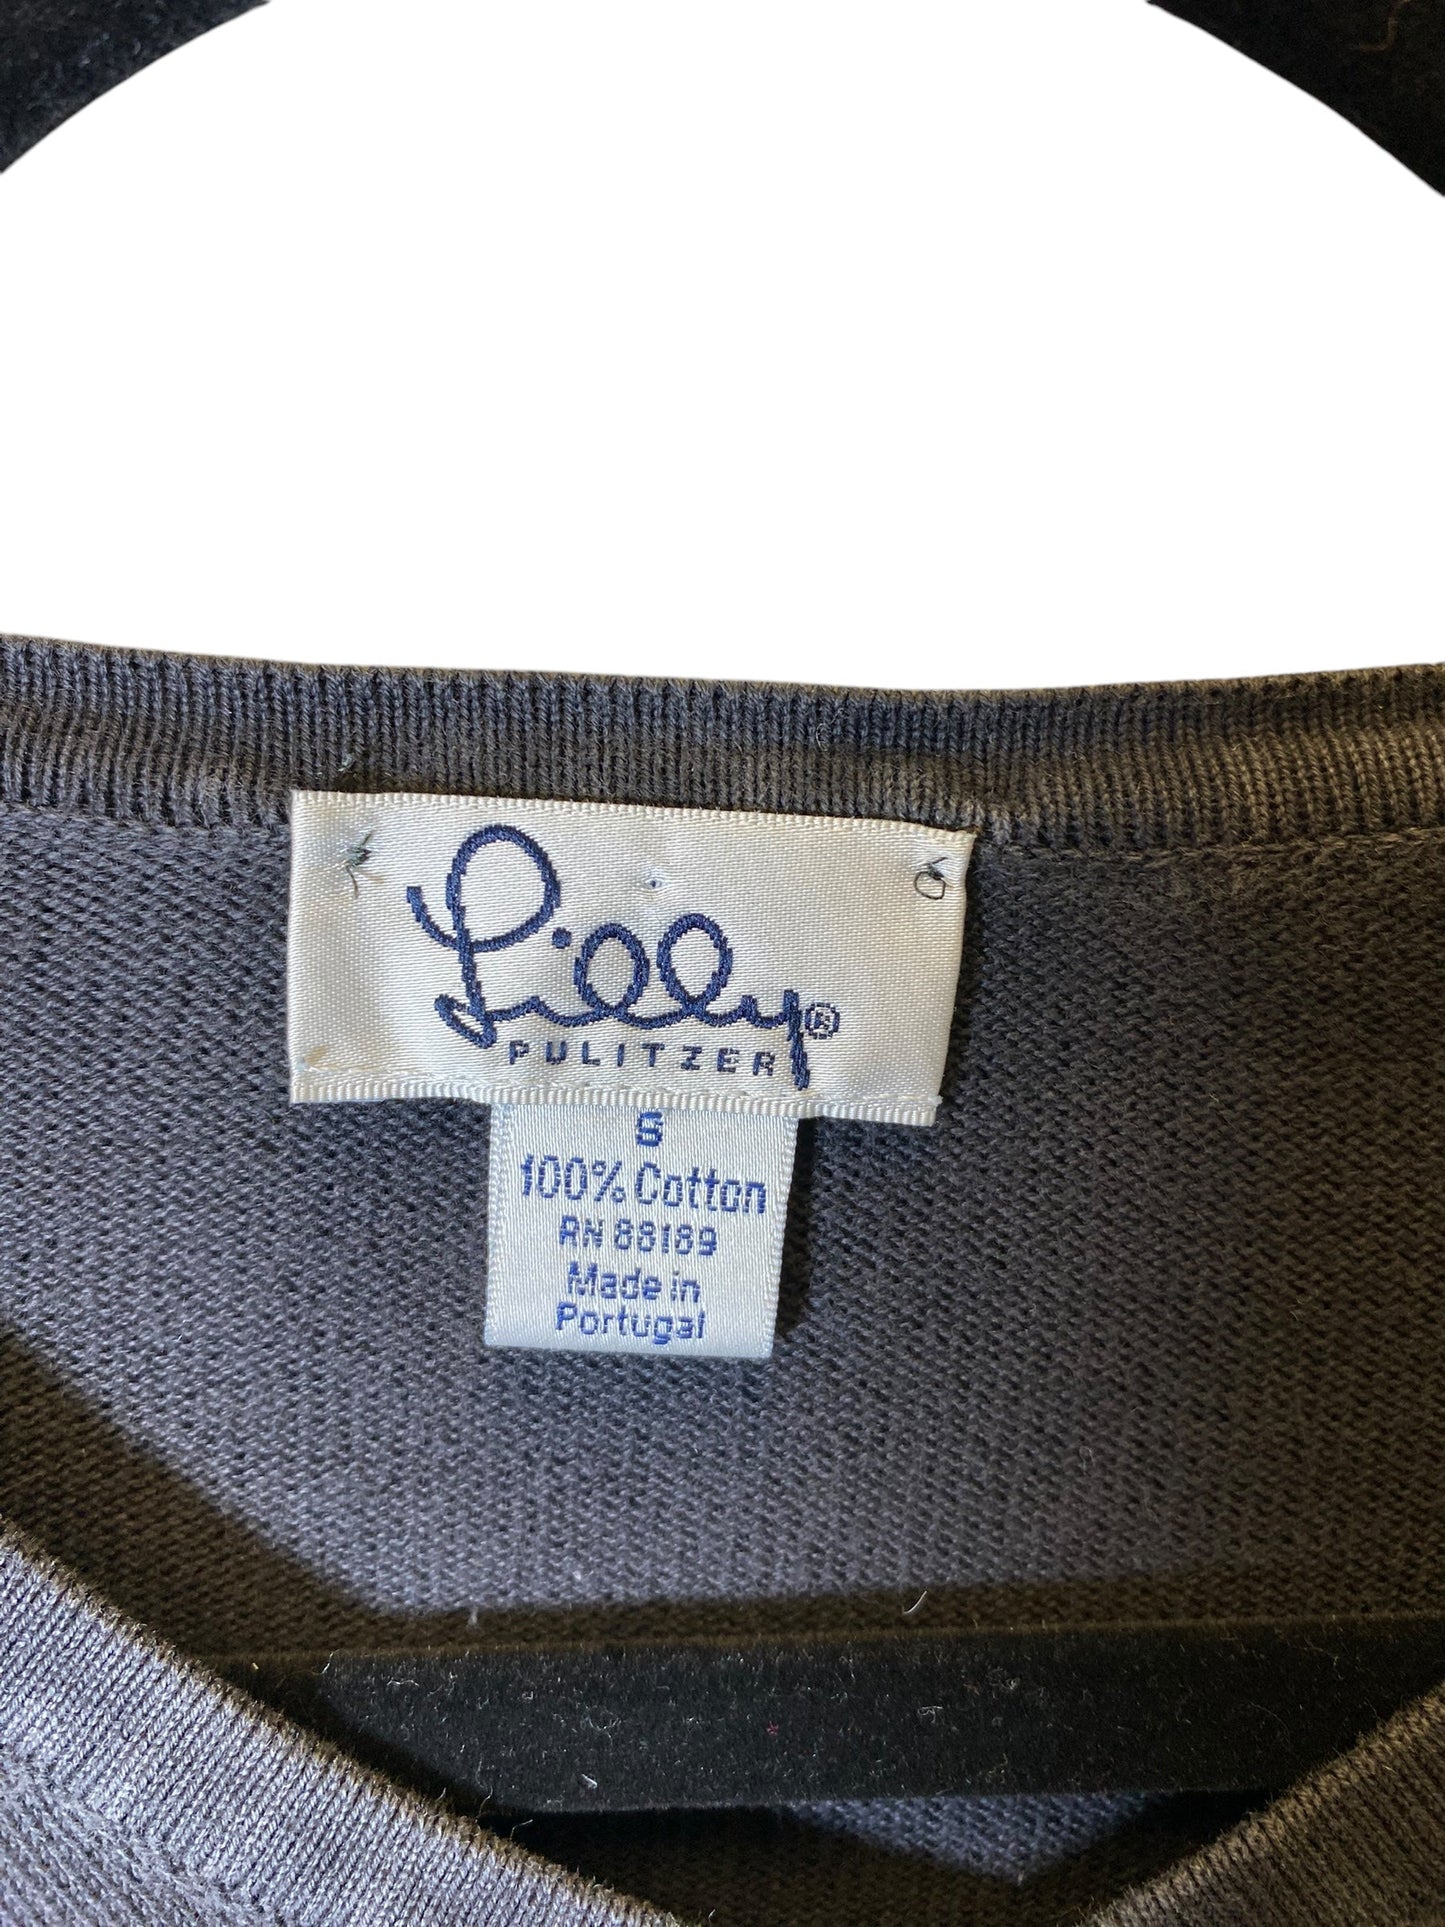 Lilly®
PULITZER
S
100% Cotton
RN 88189
Made in
Portugal